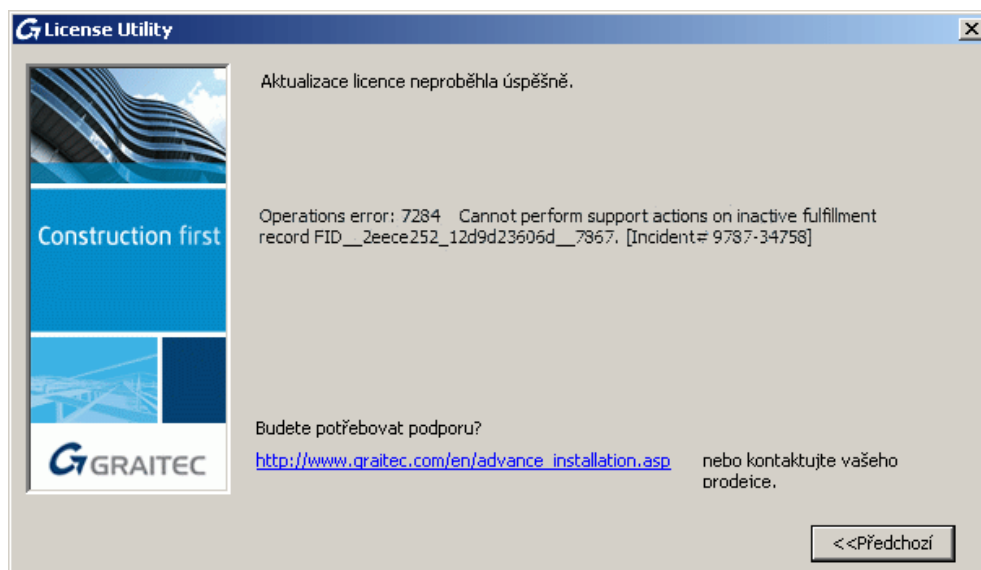 License Utility
Aktualizace licence neproběhla úspěšně.
Construction first
Operations error: 7284 Cannot perform support actions on inactive fulfillment
record FID__2eece252_12d9d23606d__7867. [Incident# 9787-34758]
GRAITEC
Budete potřebovat podporu?
http://www.graitec.com/en/advance_installation.asp
nebo kontaktujte vašeho
prodejce.
<<Předchozí